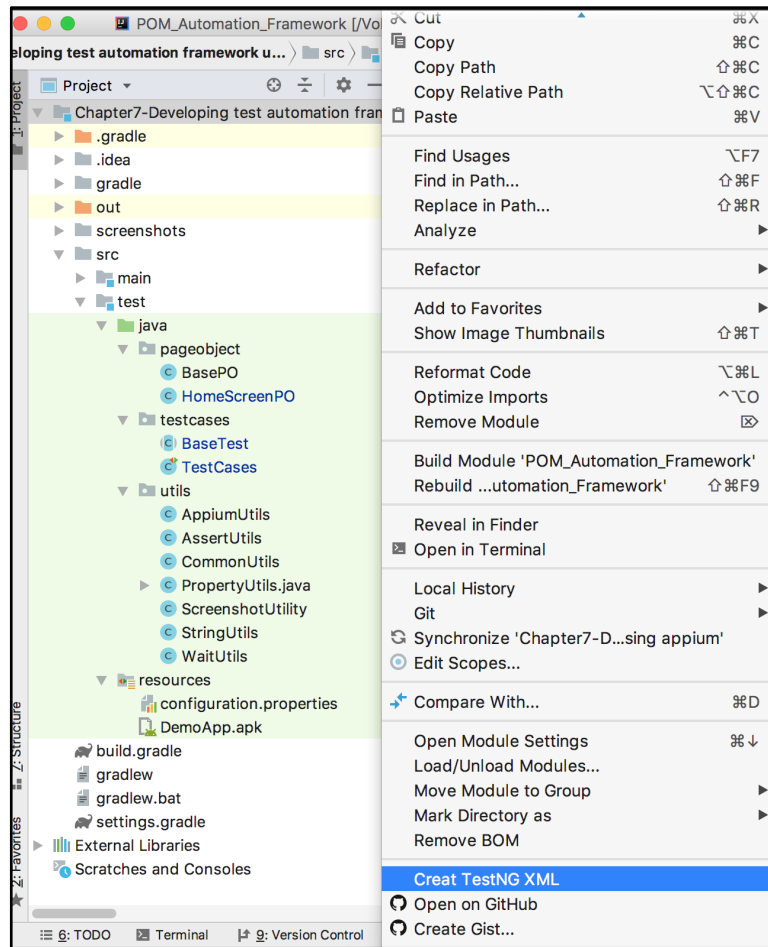 POM_Automation_Framework [/Vo
eloping test automation framework u... src
1: Project
Project
Chapter7-Developing test automation fran
.gradle
.idea
gradle
out
screenshots
src
main
test
java
pageobject
BasePO
HomeScreenPO
testcases
BaseTest
TestCases
utils
AppiumUtils
AssertUtils
CommonUtils
PropertyUtils.java
ScreenshotUtility
StringUtils
WaitUtils
resources
configuration.properties
DemoApp.apk
build.gradle
gradlew
gradlew.bat
settings.gradle
External Libraries
Scratches and Consoles
7: Structure
2: Favorites
6: TODO Terminal 9: Version Control
Cut ⌘X
Copy ⌘C
Copy Path ⇧⌘C
Copy Relative Path ⌥⇧⌘C
Paste ⌘V
Find Usages ⌥F7
Find in Path... ⇧⌘F
Replace in Path... ⇧⌘R
Analyze
Refactor
Add to Favorites
Show Image Thumbnails ⇧⌘T
Reformat Code ⌥⌘L
Optimize Imports ^⌥O
Remove Module ⌦
Build Module 'POM_Automation_Framework'
Rebuild ...utomation_Framework' ⇧⌘F9
Reveal in Finder
Open in Terminal
Local History
Git
Synchronize 'Chapter7-D...sing appium'
Edit Scopes...
Compare With... ⌘D
Open Module Settings ⌘↓
Load/Unload Modules...
Move Module to Group
Mark Directory as
Remove BOM
Creat TestNG XML
Open on GitHub
Create Gist...